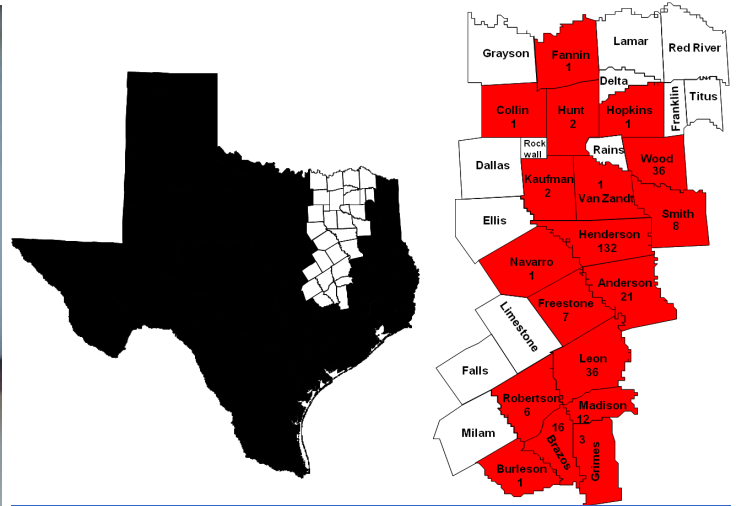 Grayson
Fannin
1
Lamar
Red River
Delta
Collin
1
Hunt
2
Hopkins
1
Franklin
Titus
Rock
wall
Rains
Dallas
Wood
36
Kaufman
2
1
Van Zandt
Smith
8
Ellis
Henderson
132
Navarro
1
Anderson
21
Freestone
7
Limestone
Leon
36
Falls
Robertson
6
Madison
12
Milam
16
Brazos
3
Grimes
Burleson
1